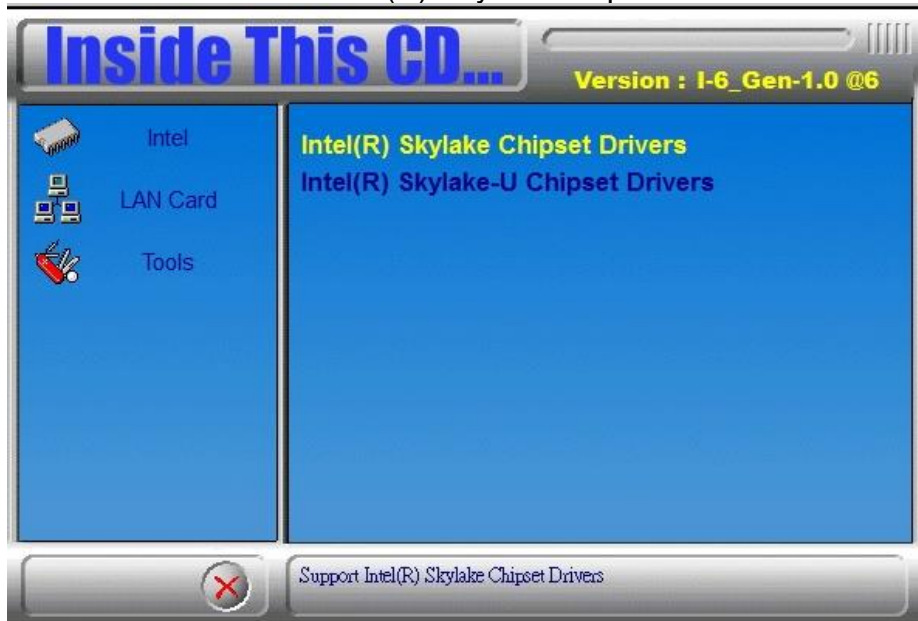 Inside This CD...
Version : I-6_Gen-1.0 @6
Intel
LAN Card
Tools
Intel(R) Skylake Chipset Drivers
Intel(R) Skylake-U Chipset Drivers
Support Intel(R) Skylake Chipset Drivers